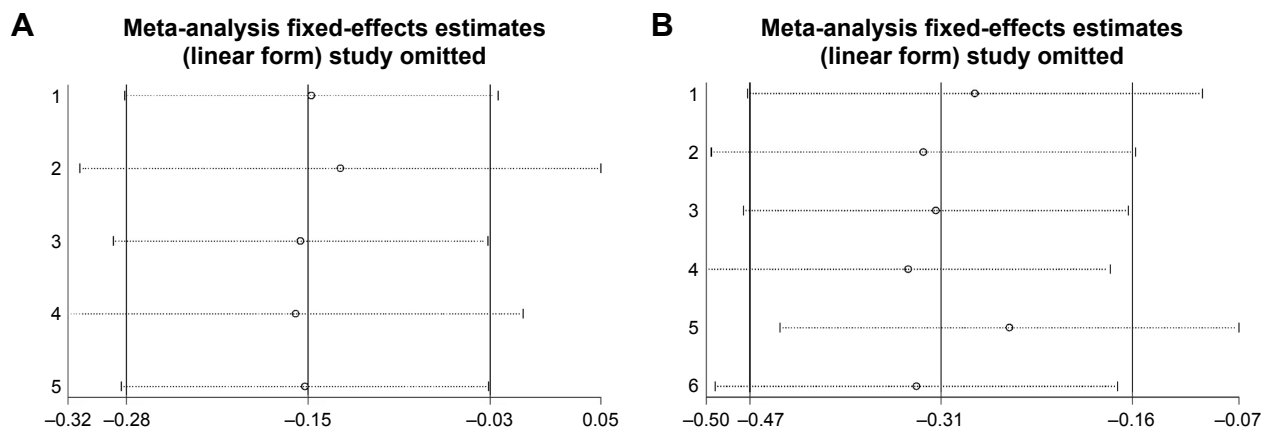 A
Meta-analysis fixed-effects estimates
(linear form) study omitted
1
2
3
4
5
–0.32 –0.28 –0.15 –0.03 0.05
B
Meta-analysis fixed-effects estimates
(linear form) study omitted
1
2
3
4
5
6
–0.50 –0.47 –0.31 –0.16 –0.07